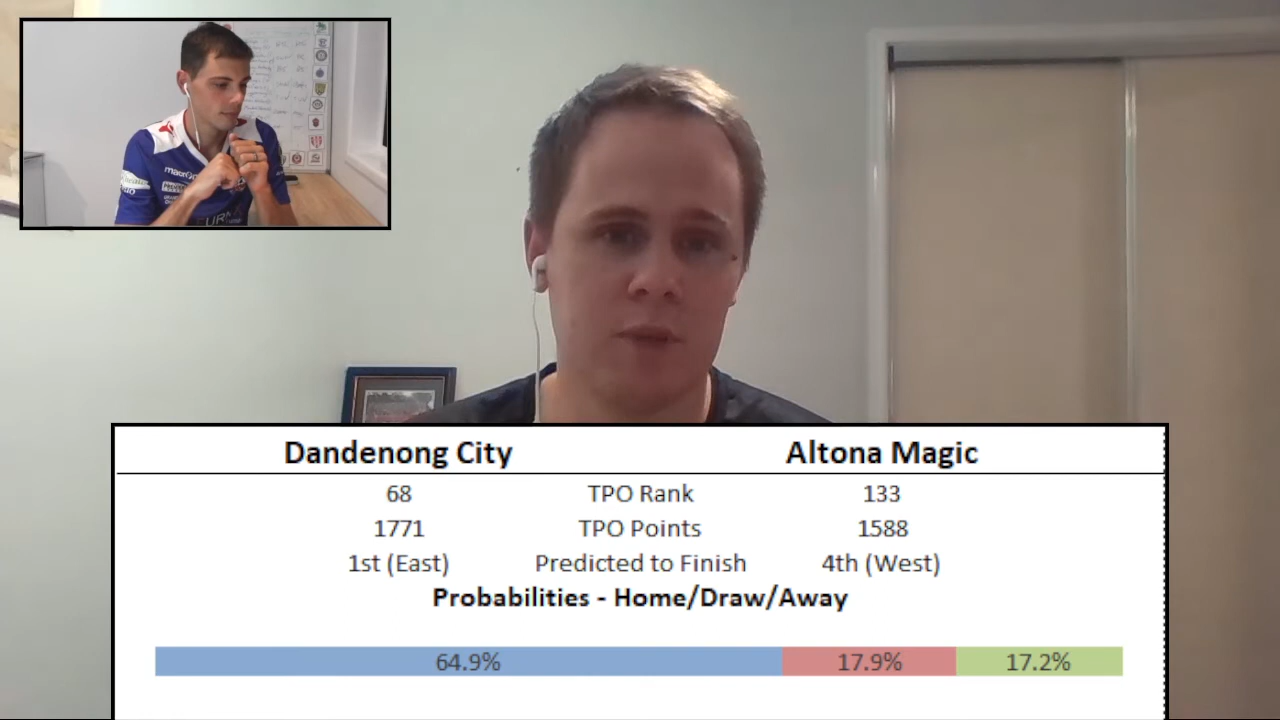 Dandenong City Altona Magic
68 TPO Rank 133
1771 TPO Points 1588
1st (East) Predicted to Finish 4th (West)
Probabilities - Home/Draw/Away
64.9% 17.9% 17.2%